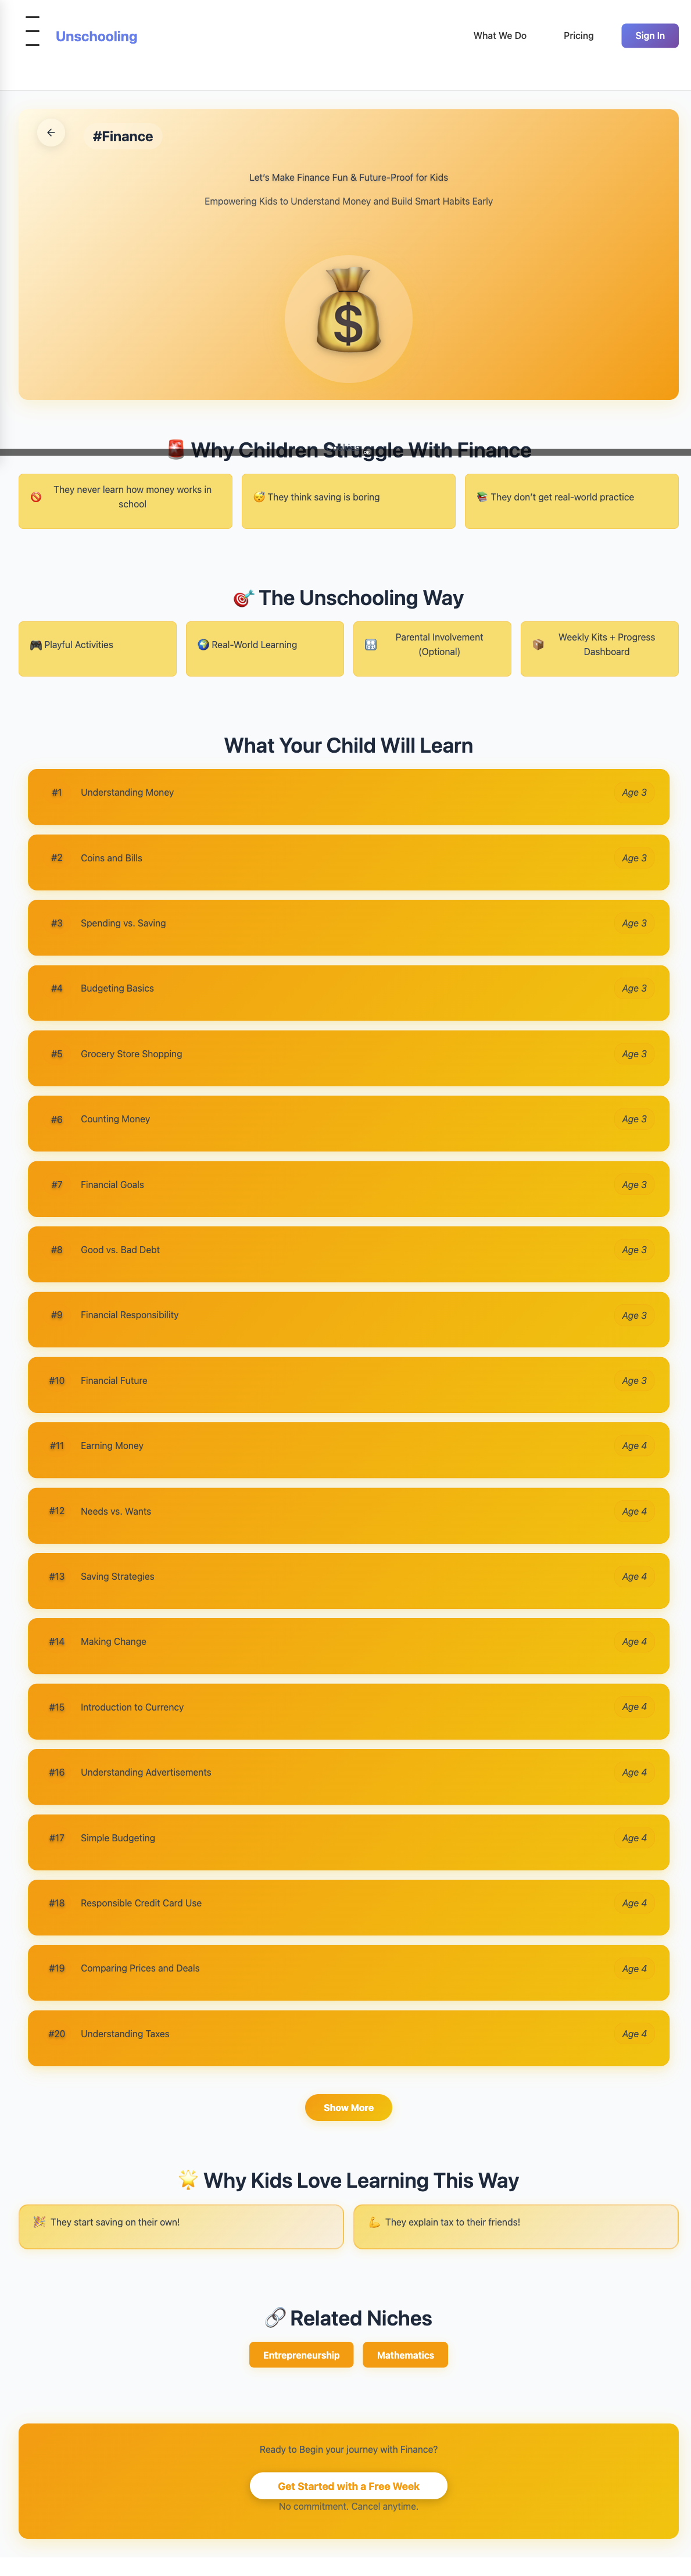 Unschooling
What We Do
Pricing
Sign In
#Finance
Let's Make Finance Fun & Future-Proof for Kids
Empowering Kids to Understand Money and Build Smart Habits Early
$
Why Children Struggle With Finance
They never learn how money works in
school
They think saving is boring
They don't get real-world practice
The Unschooling Way
Playful Activities
Real-World Learning
Parental Involvement
(Optional)
Weekly Kits + Progress
Dashboard
What Your Child Will Learn
#1 Understanding Money Age 3
#2 Coins and Bills Age 3
#3 Spending vs. Saving Age 3
#4 Budgeting Basics Age 3
#5 Grocery Store Shopping Age 3
#6 Counting Money Age 3
#7 Financial Goals Age 3
#8 Good vs. Bad Debt Age 3
#9 Financial Responsibility Age 3
#10 Financial Future Age 3
#11 Earning Money Age 4
#12 Needs vs. Wants Age 4
#13 Saving Strategies Age 4
#14 Making Change Age 4
#15 Introduction to Currency Age 4
#16 Understanding Advertisements Age 4
#17 Simple Budgeting Age 4
#18 Responsible Credit Card Use Age 4
#19 Comparing Prices and Deals Age 4
#20 Understanding Taxes Age 4
Show More
Why Kids Love Learning This Way
They start saving on their own!
They explain tax to their friends!
Related Niches
Entrepreneurship
Mathematics
Ready to Begin your journey with Finance?
Get Started with a Free Week
No commitment. Cancel anytime.